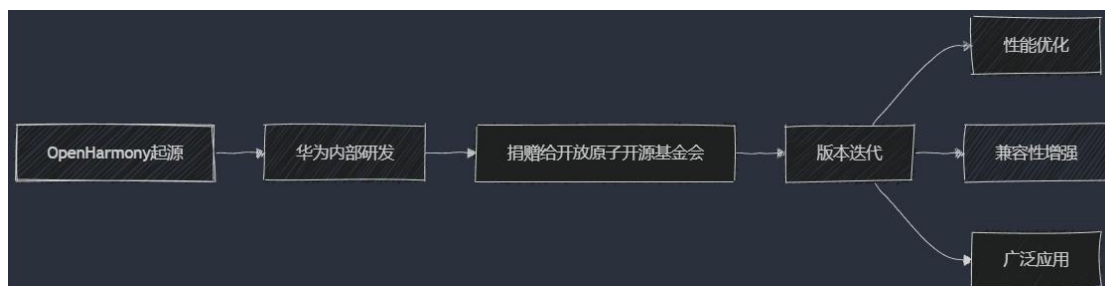 OpenHarmony起源
华为内部研发
捐赠给开放原子开源基金会
版本迭代
性能优化
兼容性增强
广泛应用